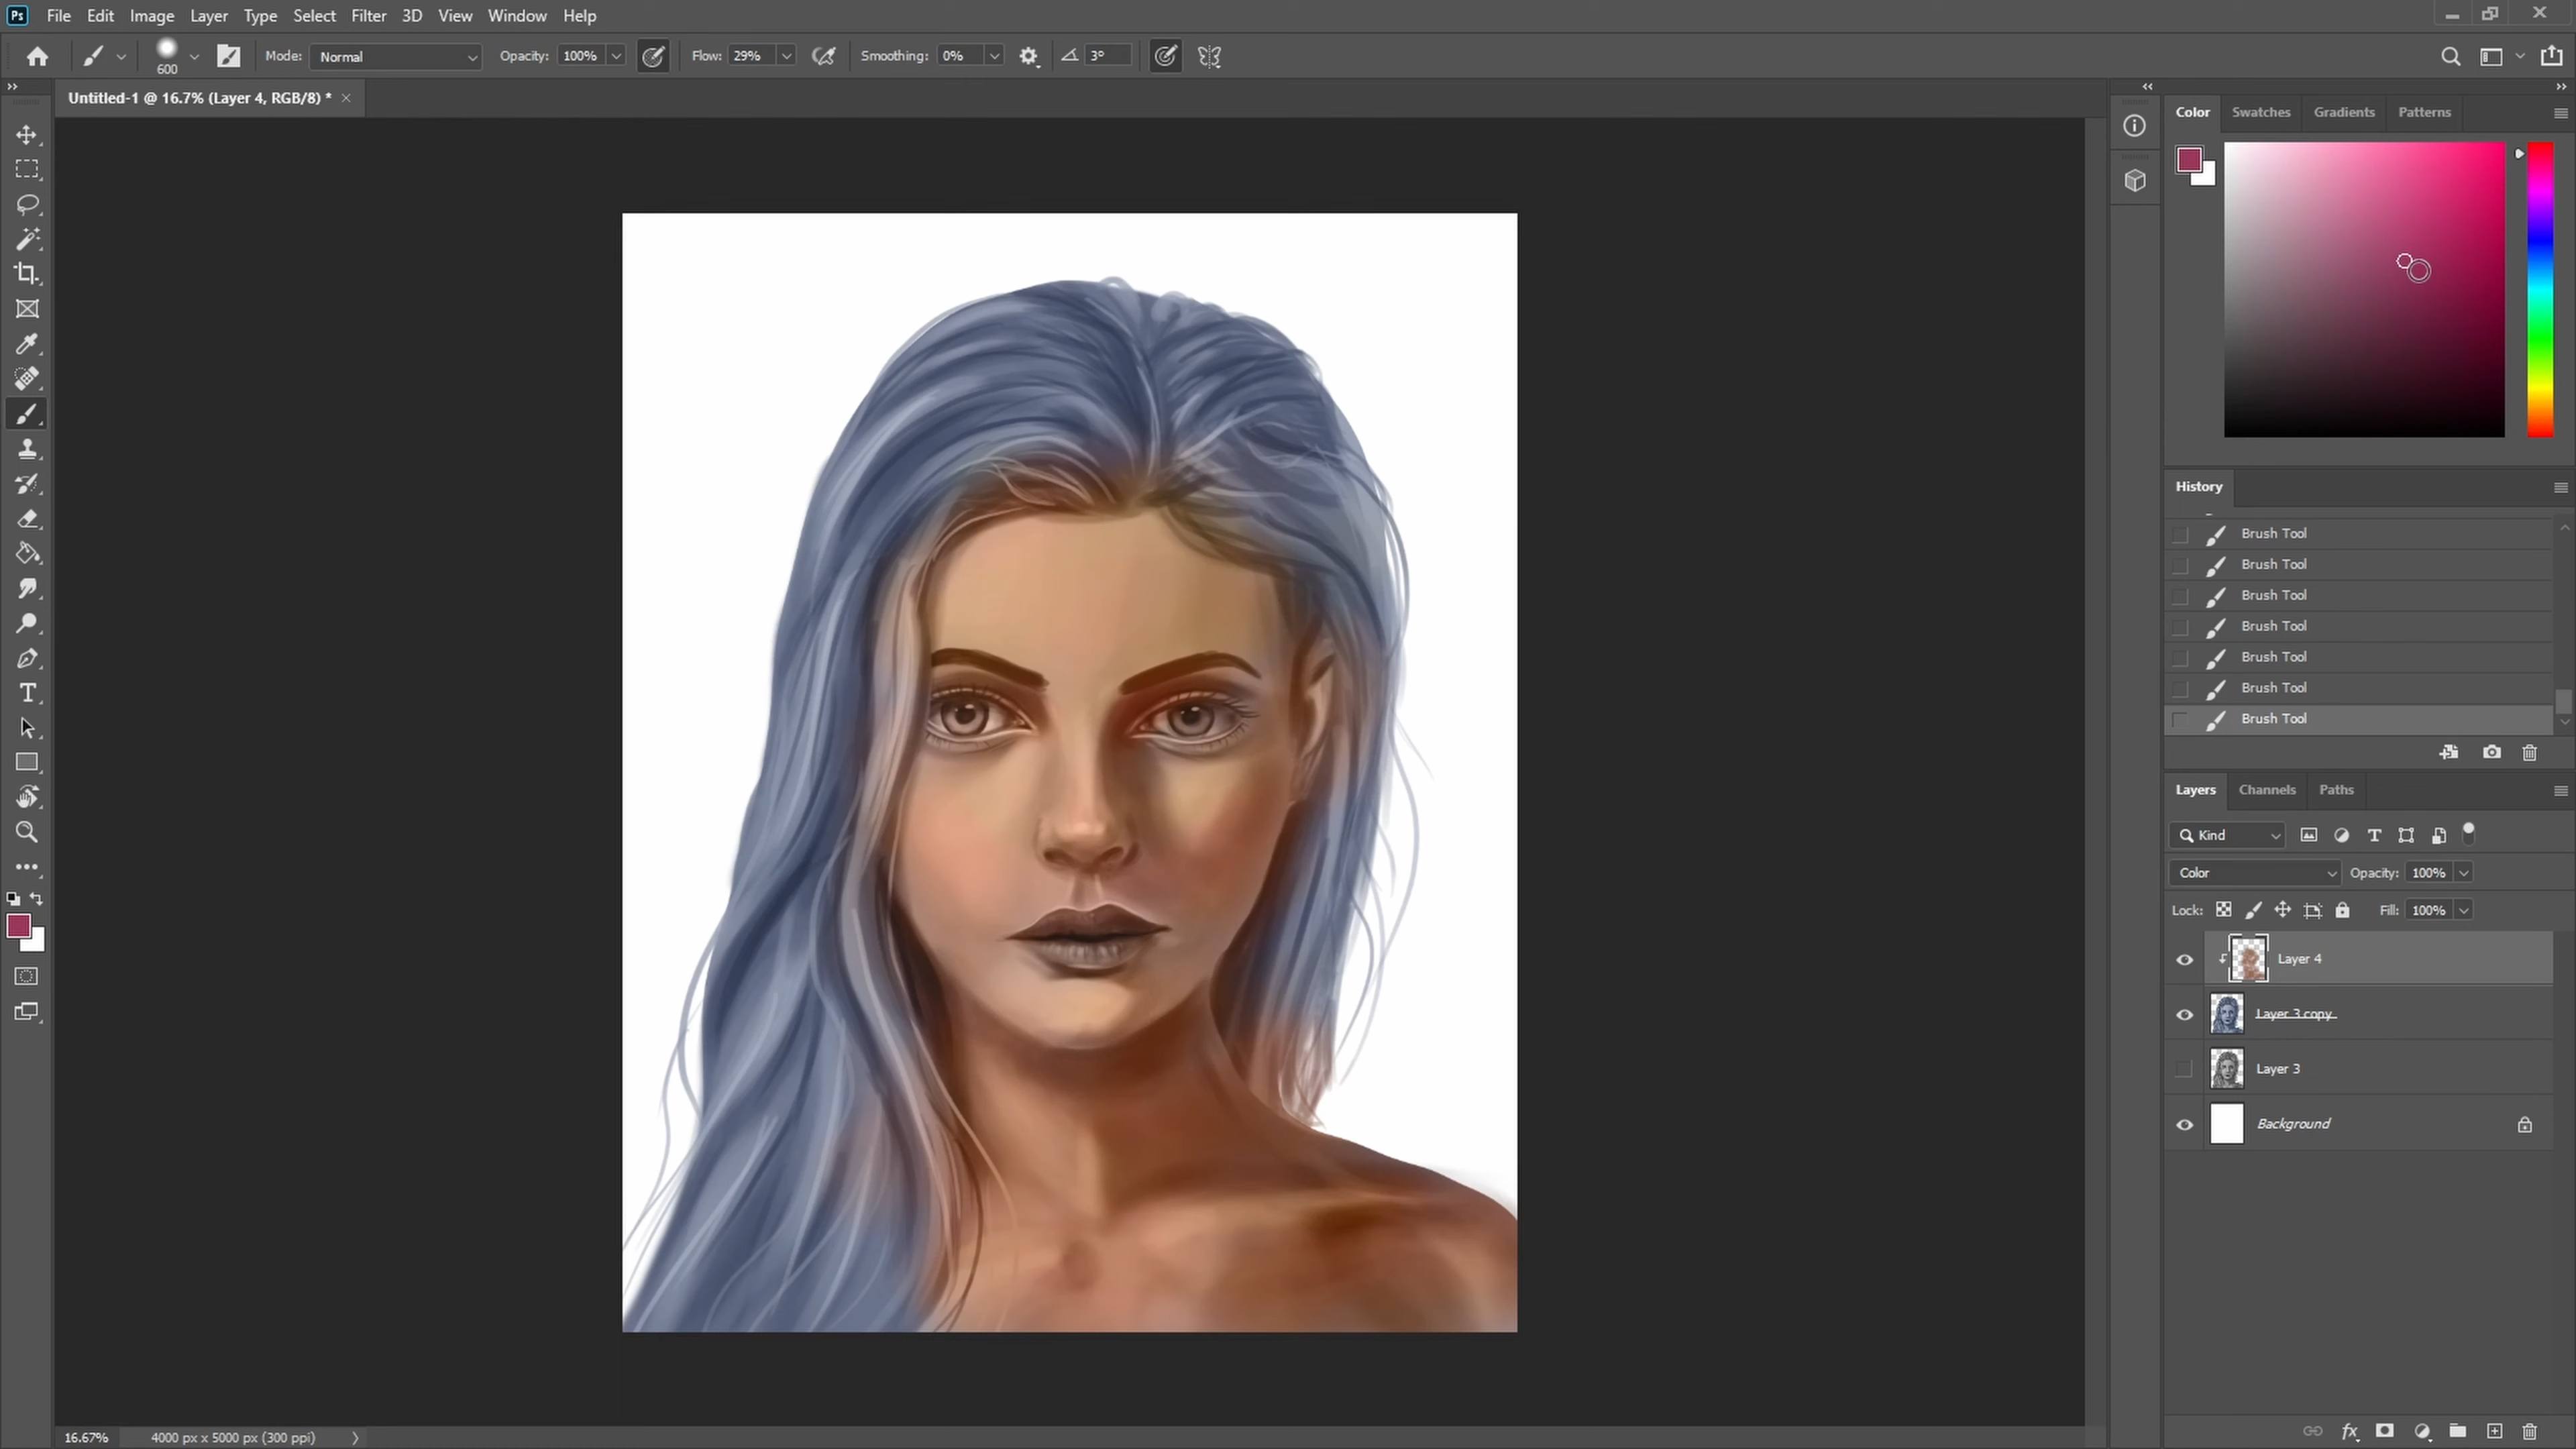 Ps File Edit Image Layer Type Select Filter 3D View Window Help
600 Mode: Normal Opacity: 100% Flow: 29% Smoothing: 0% 3°
Untitled-1 @ 16.7% (Layer 4, RGB/8) *
Color Swatches Gradients Patterns
History
Brush Tool
Brush Tool
Brush Tool
Brush Tool
Brush Tool
Brush Tool
Brush Tool
Layers Channels Paths
Kind
Color Opacity: 100%
Lock: Fill: 100%
Layer 4
Layer 3 copy
Layer 3
Background
fx
16.67% 4000 px x 5000 px (300 ppi)